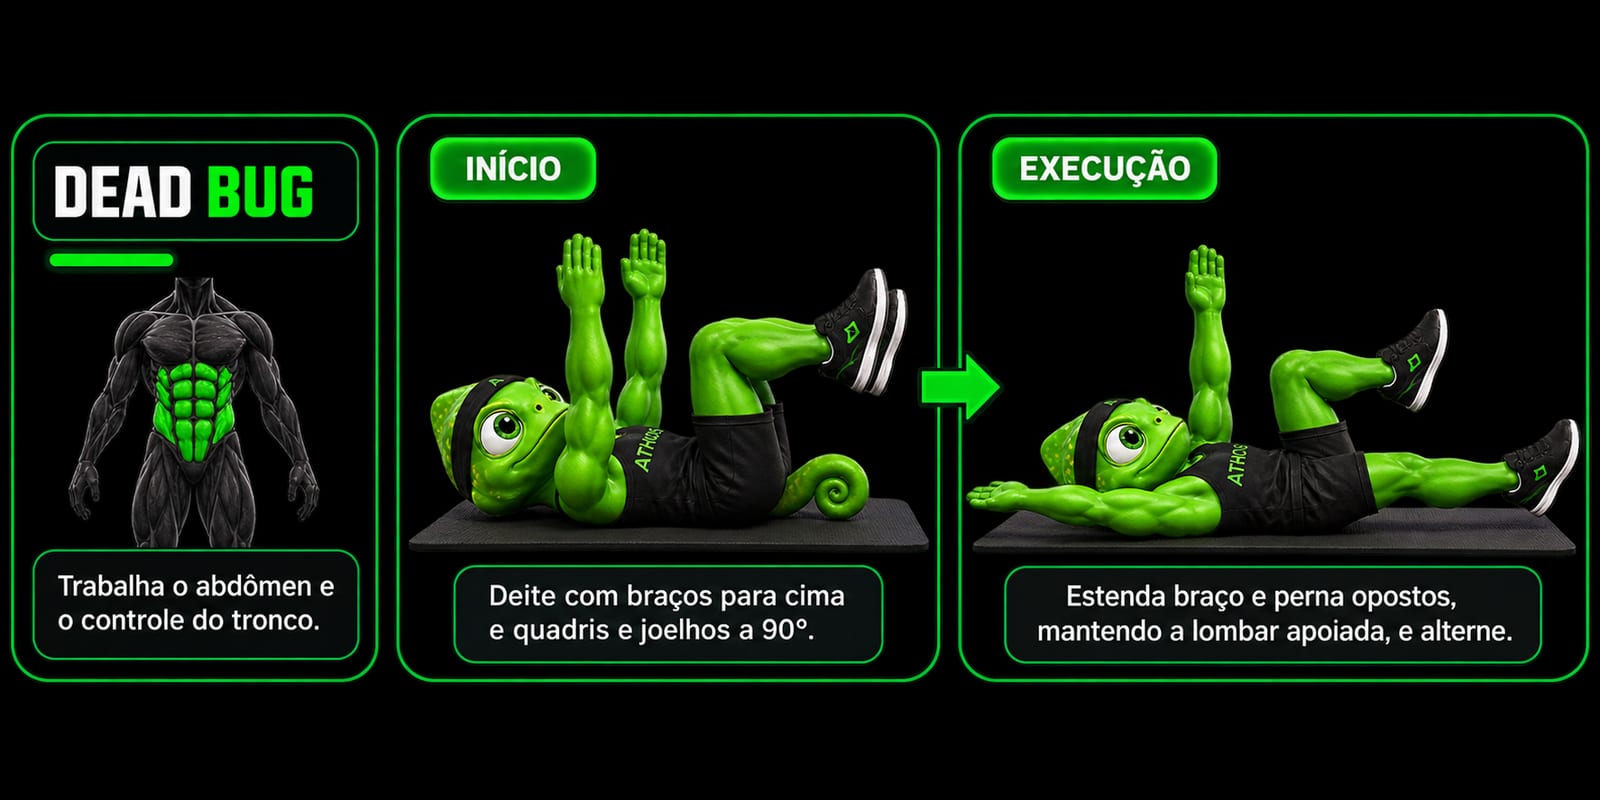 DEAD BUG
Trabalha o abdômen e
o controle do tronco.
INÍCIO
A
ATHOS
Deite com braços para cima
e quadris e joelhos a 90°.
EXECUÇÃO
ATHOS
Estenda braço e perna opostos,
mantendo a lombar apoiada, e alterne.